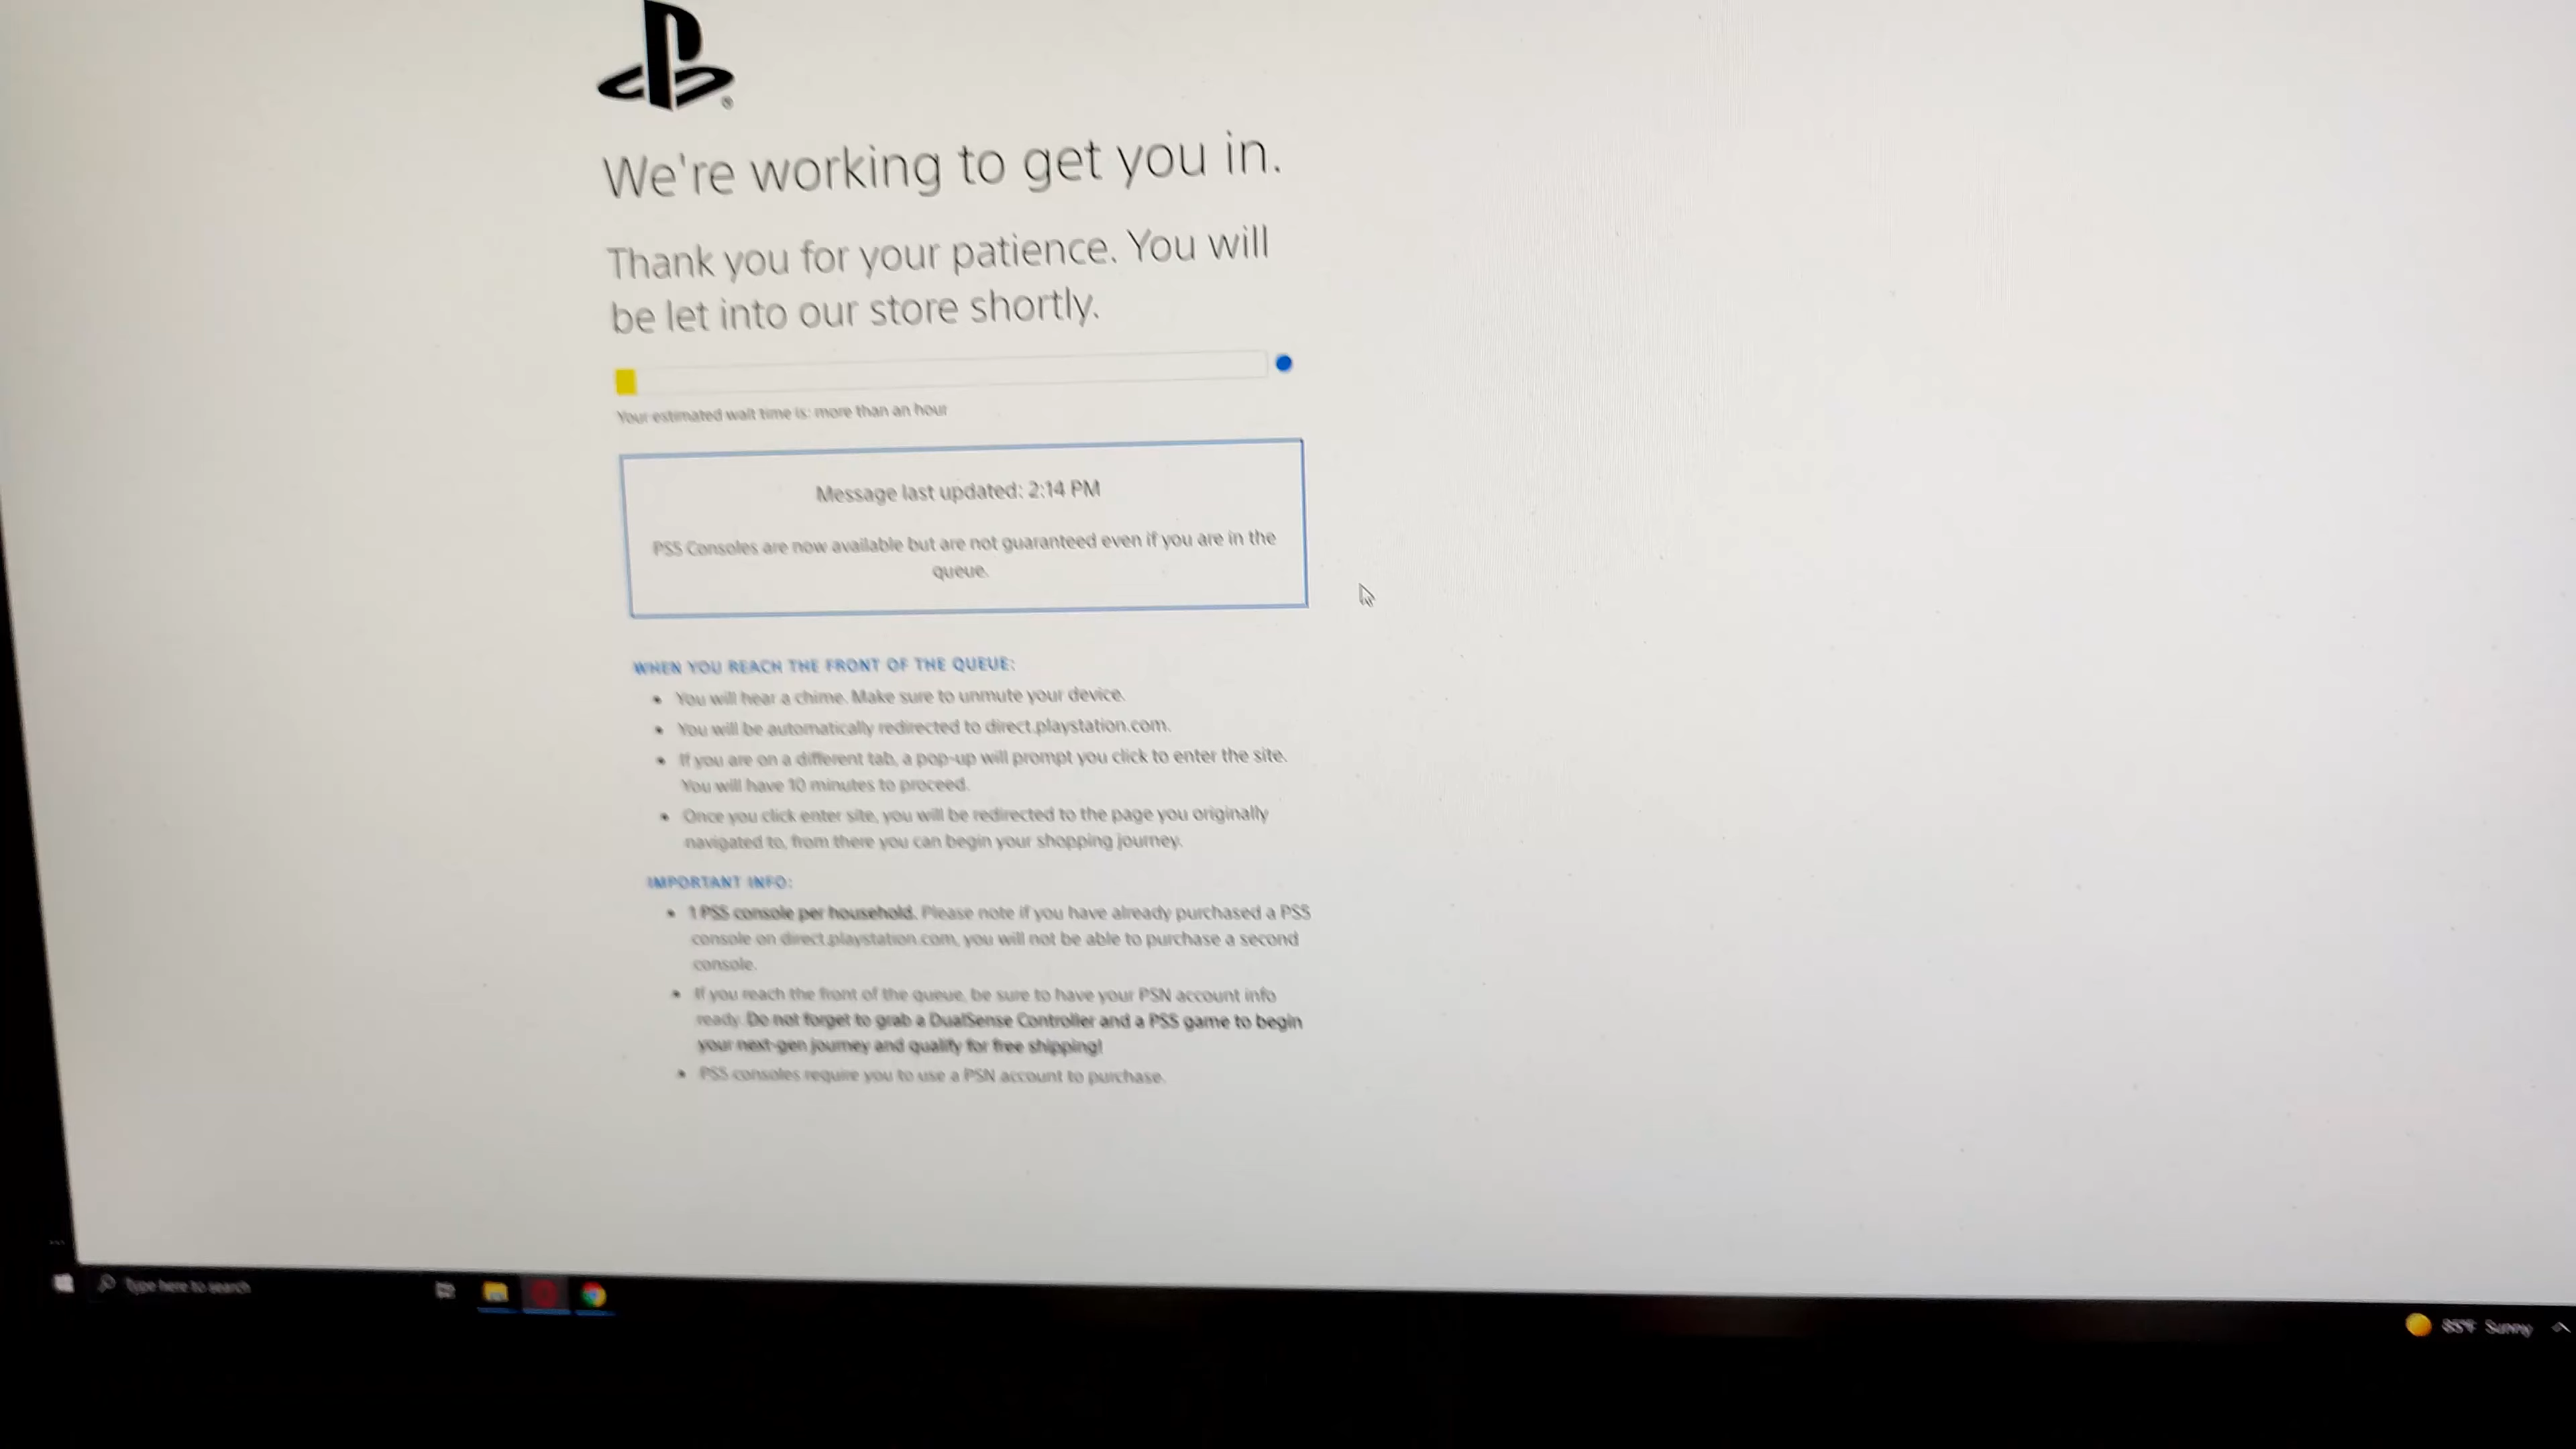 We're working to get you in.
Thank you for your patience. You will
be let into our store shortly.
Your estimated wait time is: more than an hour
Message last updated: 2:14 PM
PS5 Consoles are now available but are not guaranteed even if you are in the
queue.
WHEN YOU REACH THE FRONT OF THE QUEUE:
• You will hear a chime. Make sure to unmute your device.
• You will be automatically redirected to direct.playstation.com.
• If you are on a different tab, a pop-up will prompt you click to enter the site.
You will have 10 minutes to proceed.
• Once you click enter site, you will be redirected to the page you originally
navigated to, from there you can begin your shopping journey.
IMPORTANT INFO:
• 1 PS5 console per household. Please note if you have already purchased a PS5
console on direct.playstation.com, you will not be able to purchase a second
console.
• If you reach the front of the queue, be sure to have your PSN account info
ready. Do not forget to grab a DualSense Controller and a PS5 game to begin
your next-gen journey and qualify for free shipping!
• PS5 consoles require you to use a PSN account to purchase.
Type here to search
85°F Sunny